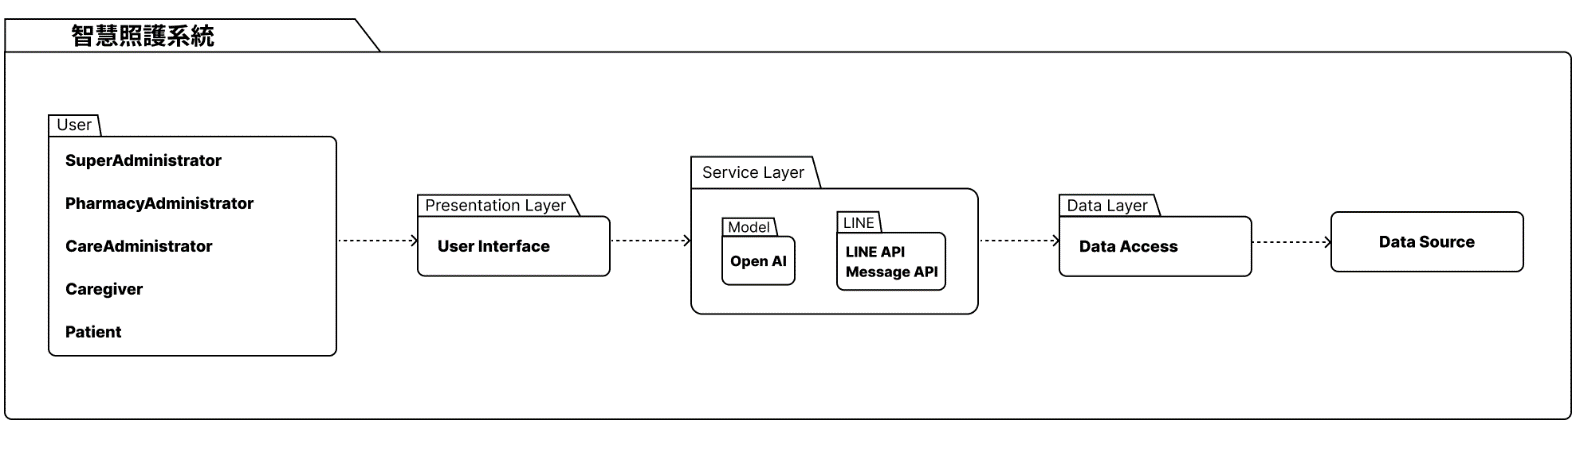 智慧照護系統
User
SuperAdministrator
PharmacyAdministrator
CareAdministrator
Caregiver
Patient
Presentation Layer
User Interface
Service Layer
Model
Open AI
LINE
LINE API
Message API
Data Layer
Data Access
Data Source